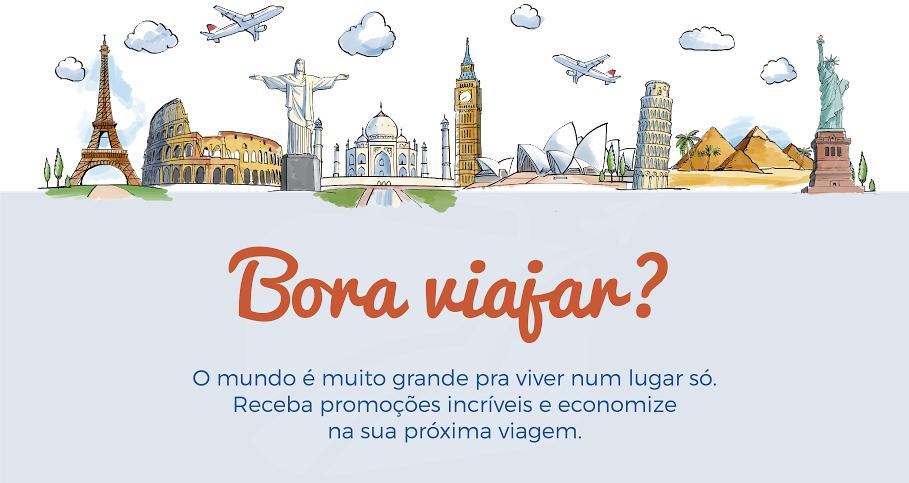 Bora viajar?
O mundo é muito grande pra viver num lugar só.
Receba promoções incríveis e economize
na sua próxima viagem.